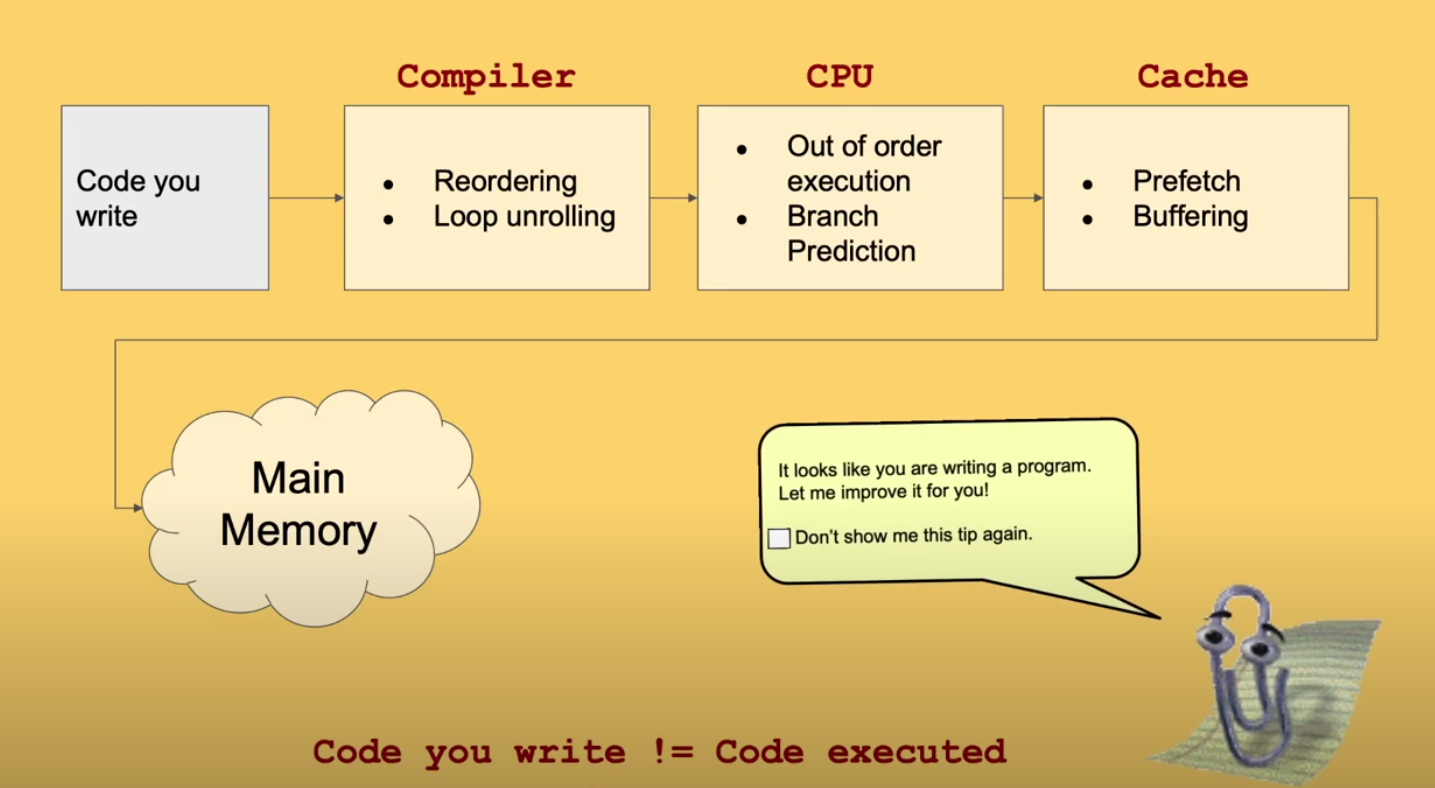 Compiler
CPU
Cache
Code you
write
Reordering
Loop unrolling
Out of order
execution
Branch
Prediction
Prefetch
Buffering
Main
Memory
It looks like you are writing a program.
Let me improve it for you!
Don't show me this tip again.
Code you write != Code executed